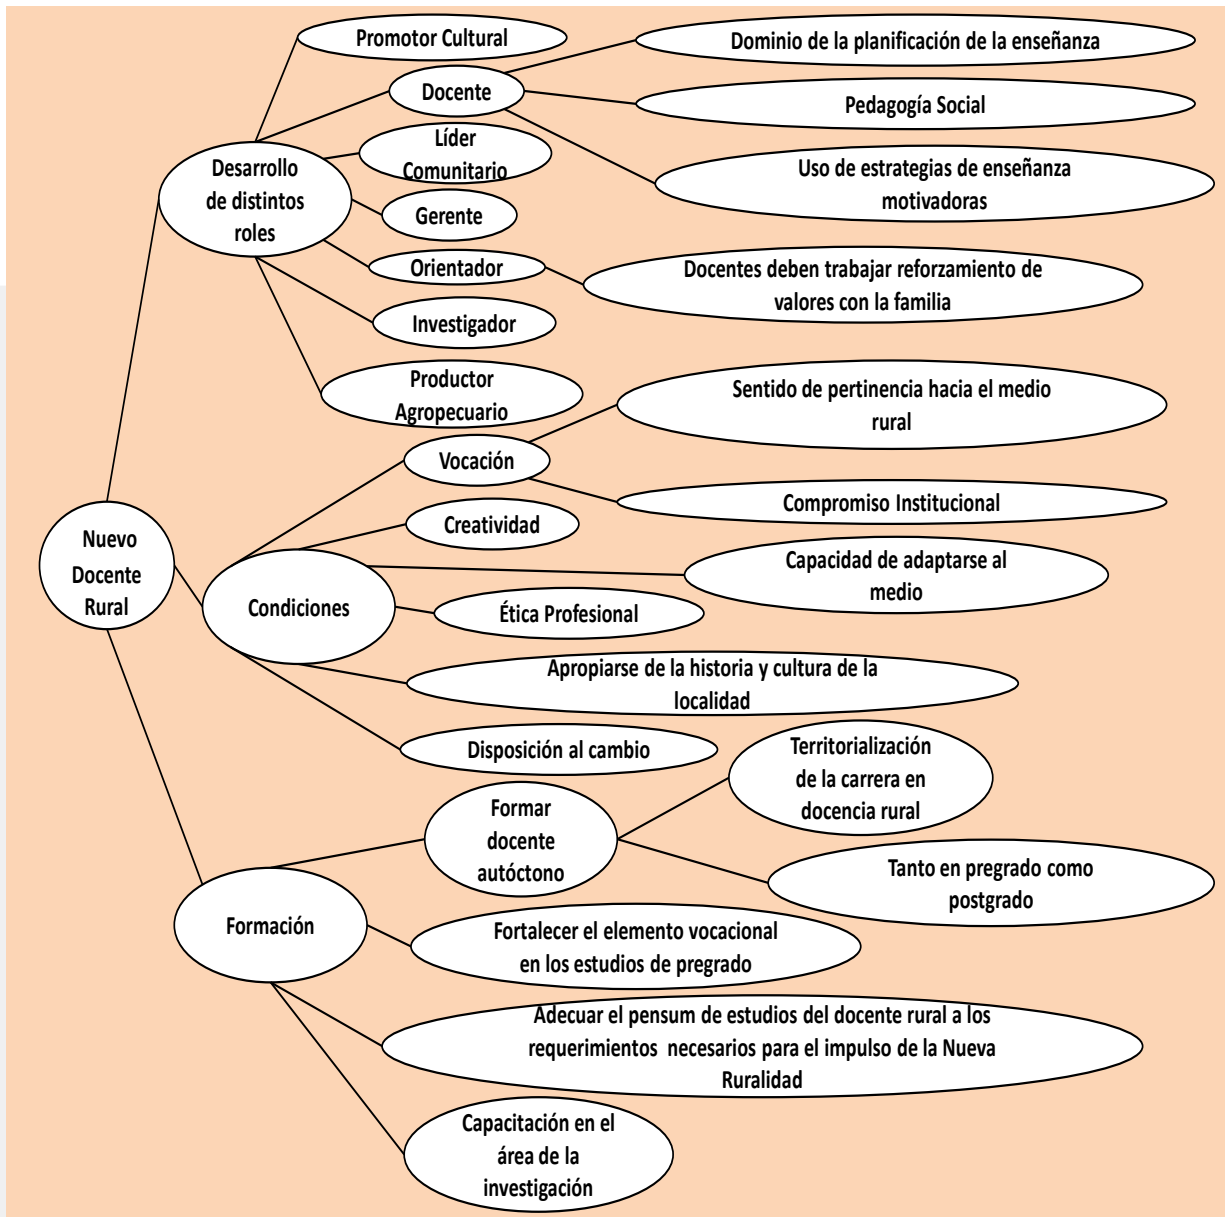 Promotor Cultural
Dominio de la planificación de la enseñanza
Docente
Pedagogía Social
Líder
Comunitario
Uso de estrategias de enseñanza
motivadoras
Desarrollo
de distintos
roles
Gerente
Orientador
Docentes deben trabajar reforzamiento de
valores con la familia
Investigador
Productor
Agropecuario
Sentido de pertinencia hacia el medio
rural
Vocación
Compromiso Institucional
Creatividad
Nuevo
Docente
Rural
Capacidad de adaptarse al
medio
Condiciones
Ética Profesional
Apropiarse de la historia y cultura de la
localidad
Disposición al cambio
Territorialización
de la carrera en
docencia rural
Formar
docente
autóctono
Tanto en pregrado como
postgrado
Formación
Fortalecer el elemento vocacional
en los estudios de pregrado
Adecuar el pensum de estudios del docente rural a los
requerimientos necesarios para el impulso de la Nueva
Ruralidad
Capacitación en el
área de la
investigación